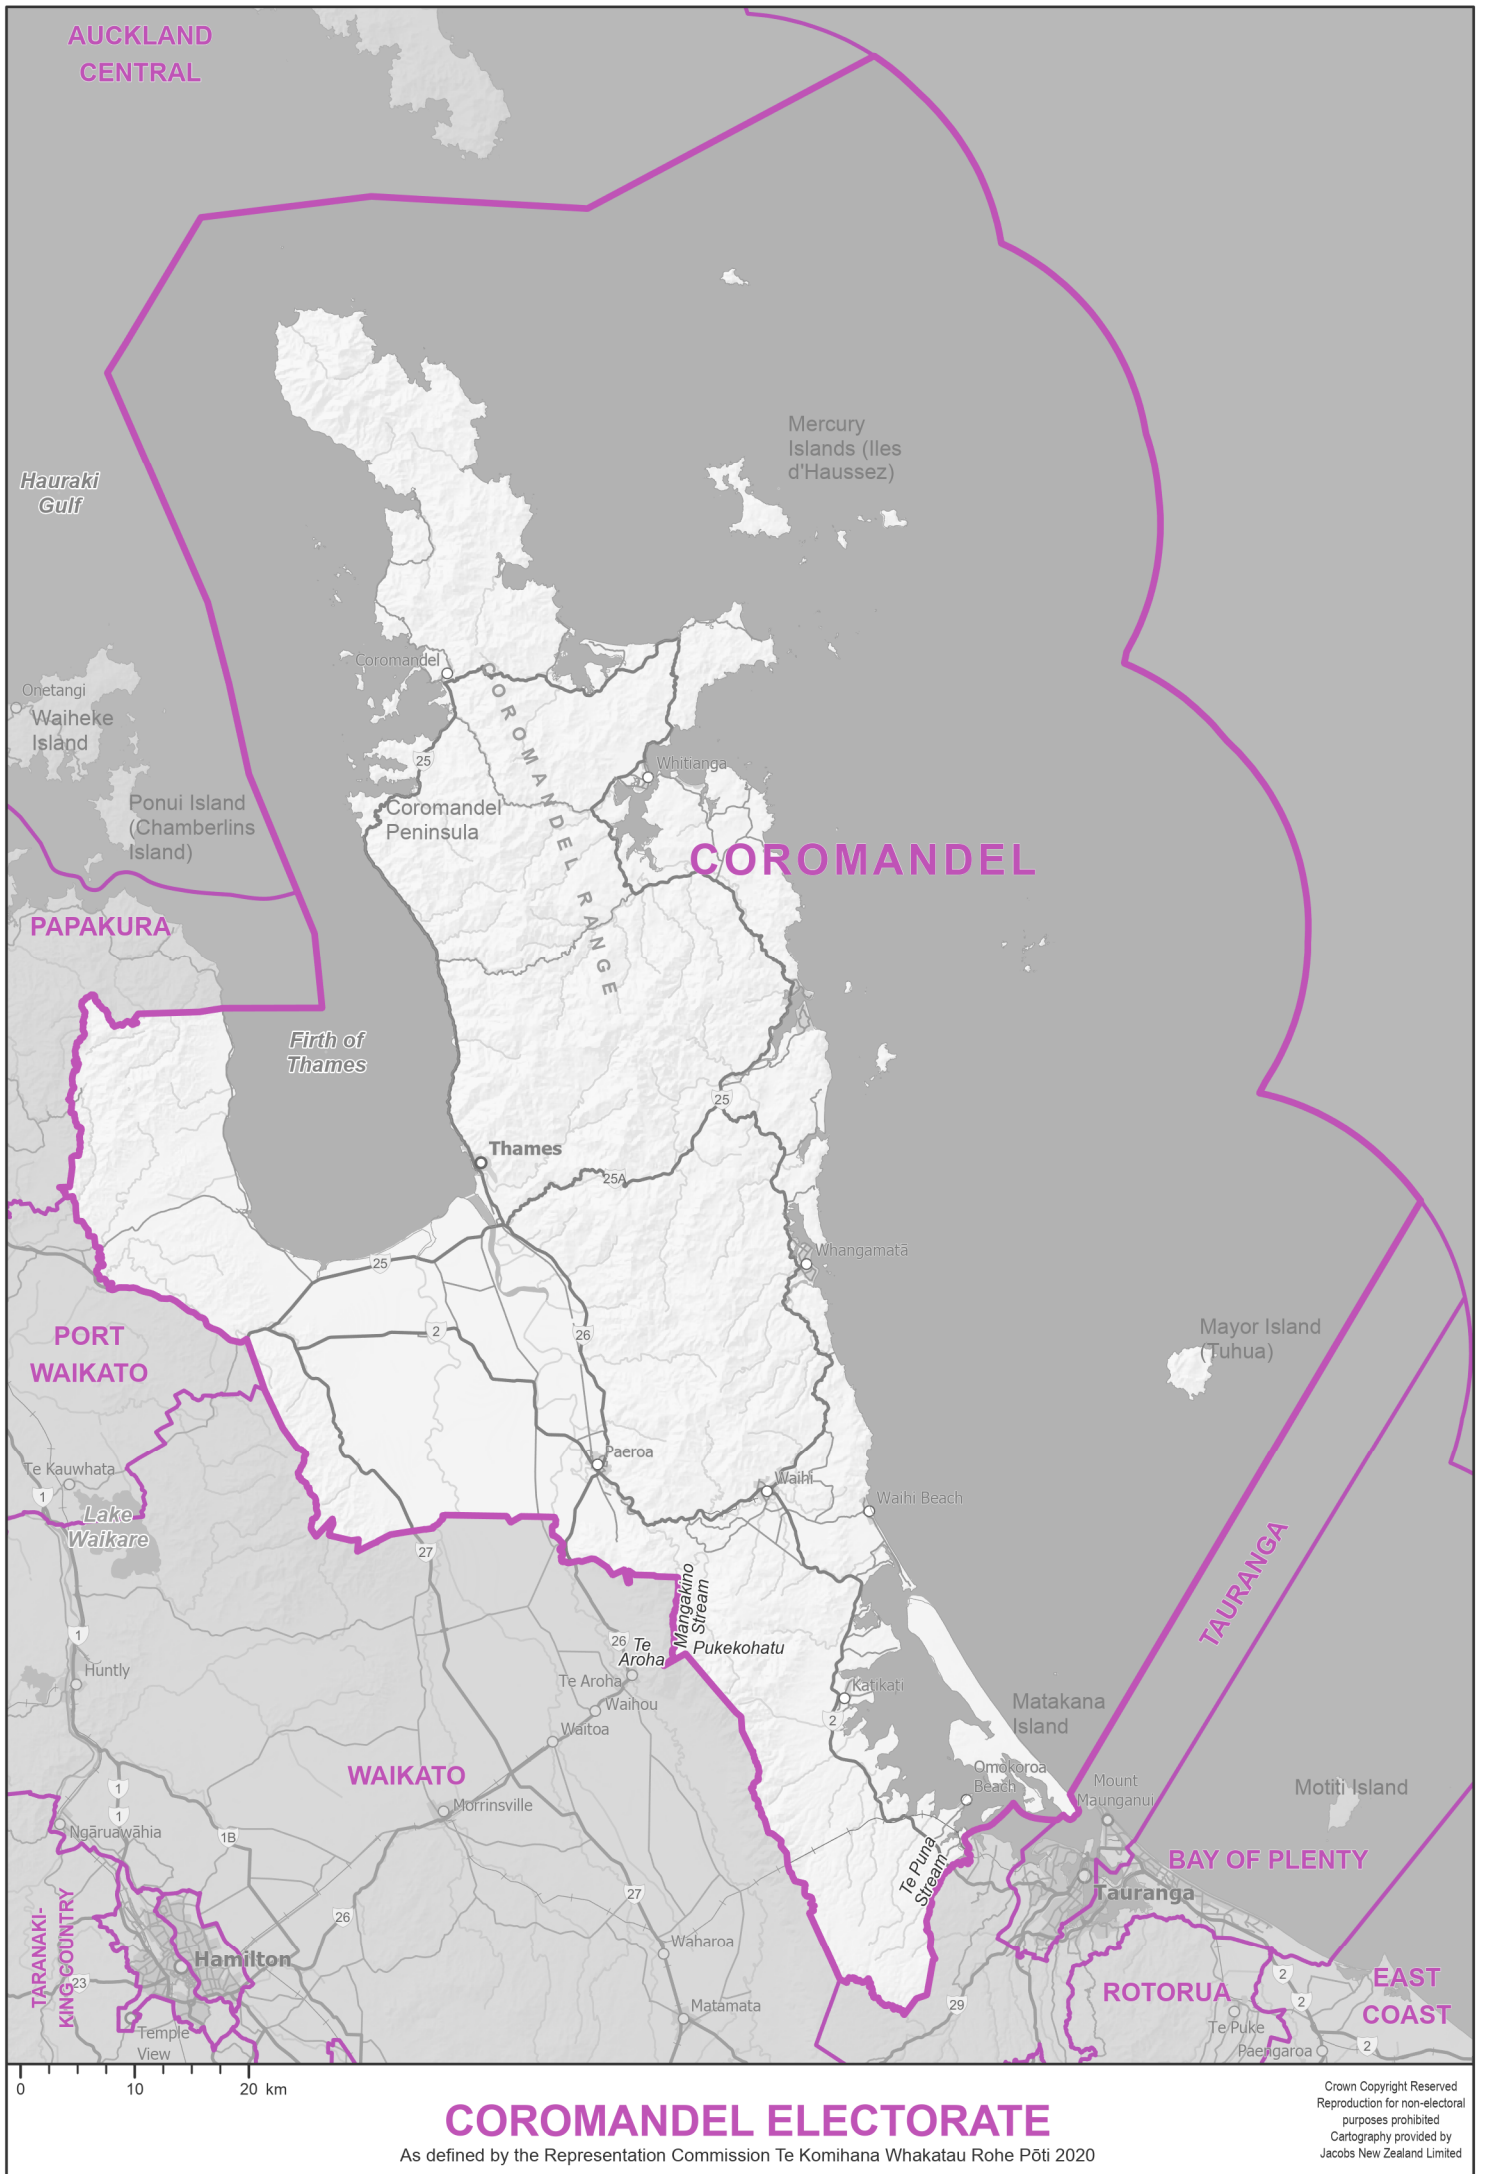 AUCKLAND
CENTRAL
Mercury
Islands (Iles
d'Haussez)
Hauraki
Gulf
Coromandel
Onetangi
Waiheke
Island
COROMANDEL RANGE
25
Whitianga
Ponui Island
(Chamberlins
Island)
Coromandel
Peninsula
COROMANDEL
PAPAKURA
Firth of
Thames
25
Thames
25A
Whangamatā
25
2
26
PORT
WAIKATO
Mayor Island
(Tuhua)
Paeroa
Te Kauwhata
1
Waihi
Waihi Beach
Lake
Waikare
27
TAURANGA
Mangakino
Stream
1
26
Te
Aroha
Pukekohatu
Huntly
Te Aroha
Katikati
Waihou
2
Waitoa
Matakana
Island
WAIKATO
Omokoroa
Beach
Mount
Maunganui
Motiti Island
1
Morrinsville
1
Ngāruawāhia
1B
Te Puna
Stream
BAY OF PLENTY
Tauranga
27
26
TARANAKI-
KING COUNTRY
Hamilton
Waharoa
23
2
EAST
COAST
ROTORUA
2
29
Matamata
Te Puke
Temple
View
Paengaroa
2
0 10 20 km
COROMANDEL ELECTORATE
As defined by the Representation Commission Te Komihana Whakatau Rohe Pōti 2020
Crown Copyright Reserved
Reproduction for non-electoral
purposes prohibited
Cartography provided by
Jacobs New Zealand Limited